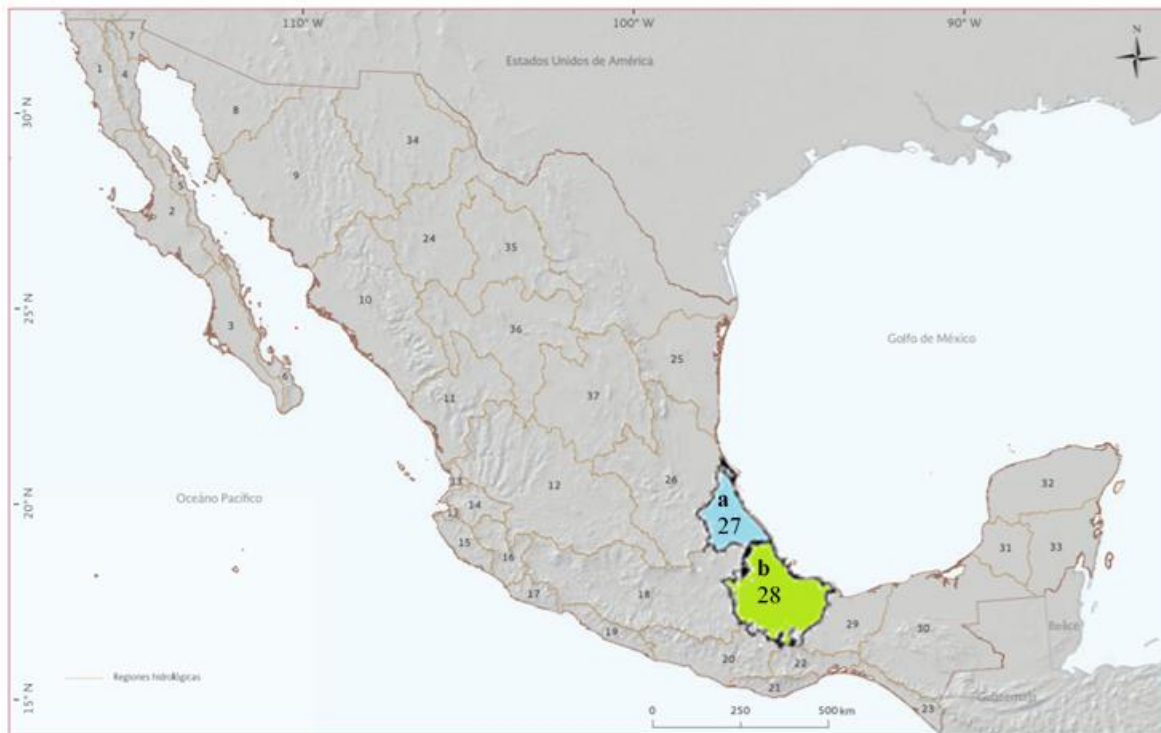 110° W 100° W 90° W
N
Estados Unidos de América
7
1 4
30° N
8
34
9
5
2
24 35
10
25° N
3
36
25
Golfo de México
6
37
11
26
32
13 12
a
27
20° N
Océano Pacífico
14
13
15
31 33
16
b
28
17 18
29
30
Belice
19
20 22
Regiones hidrológicas
21
Guatemala
23
15° N
0 250 500 km